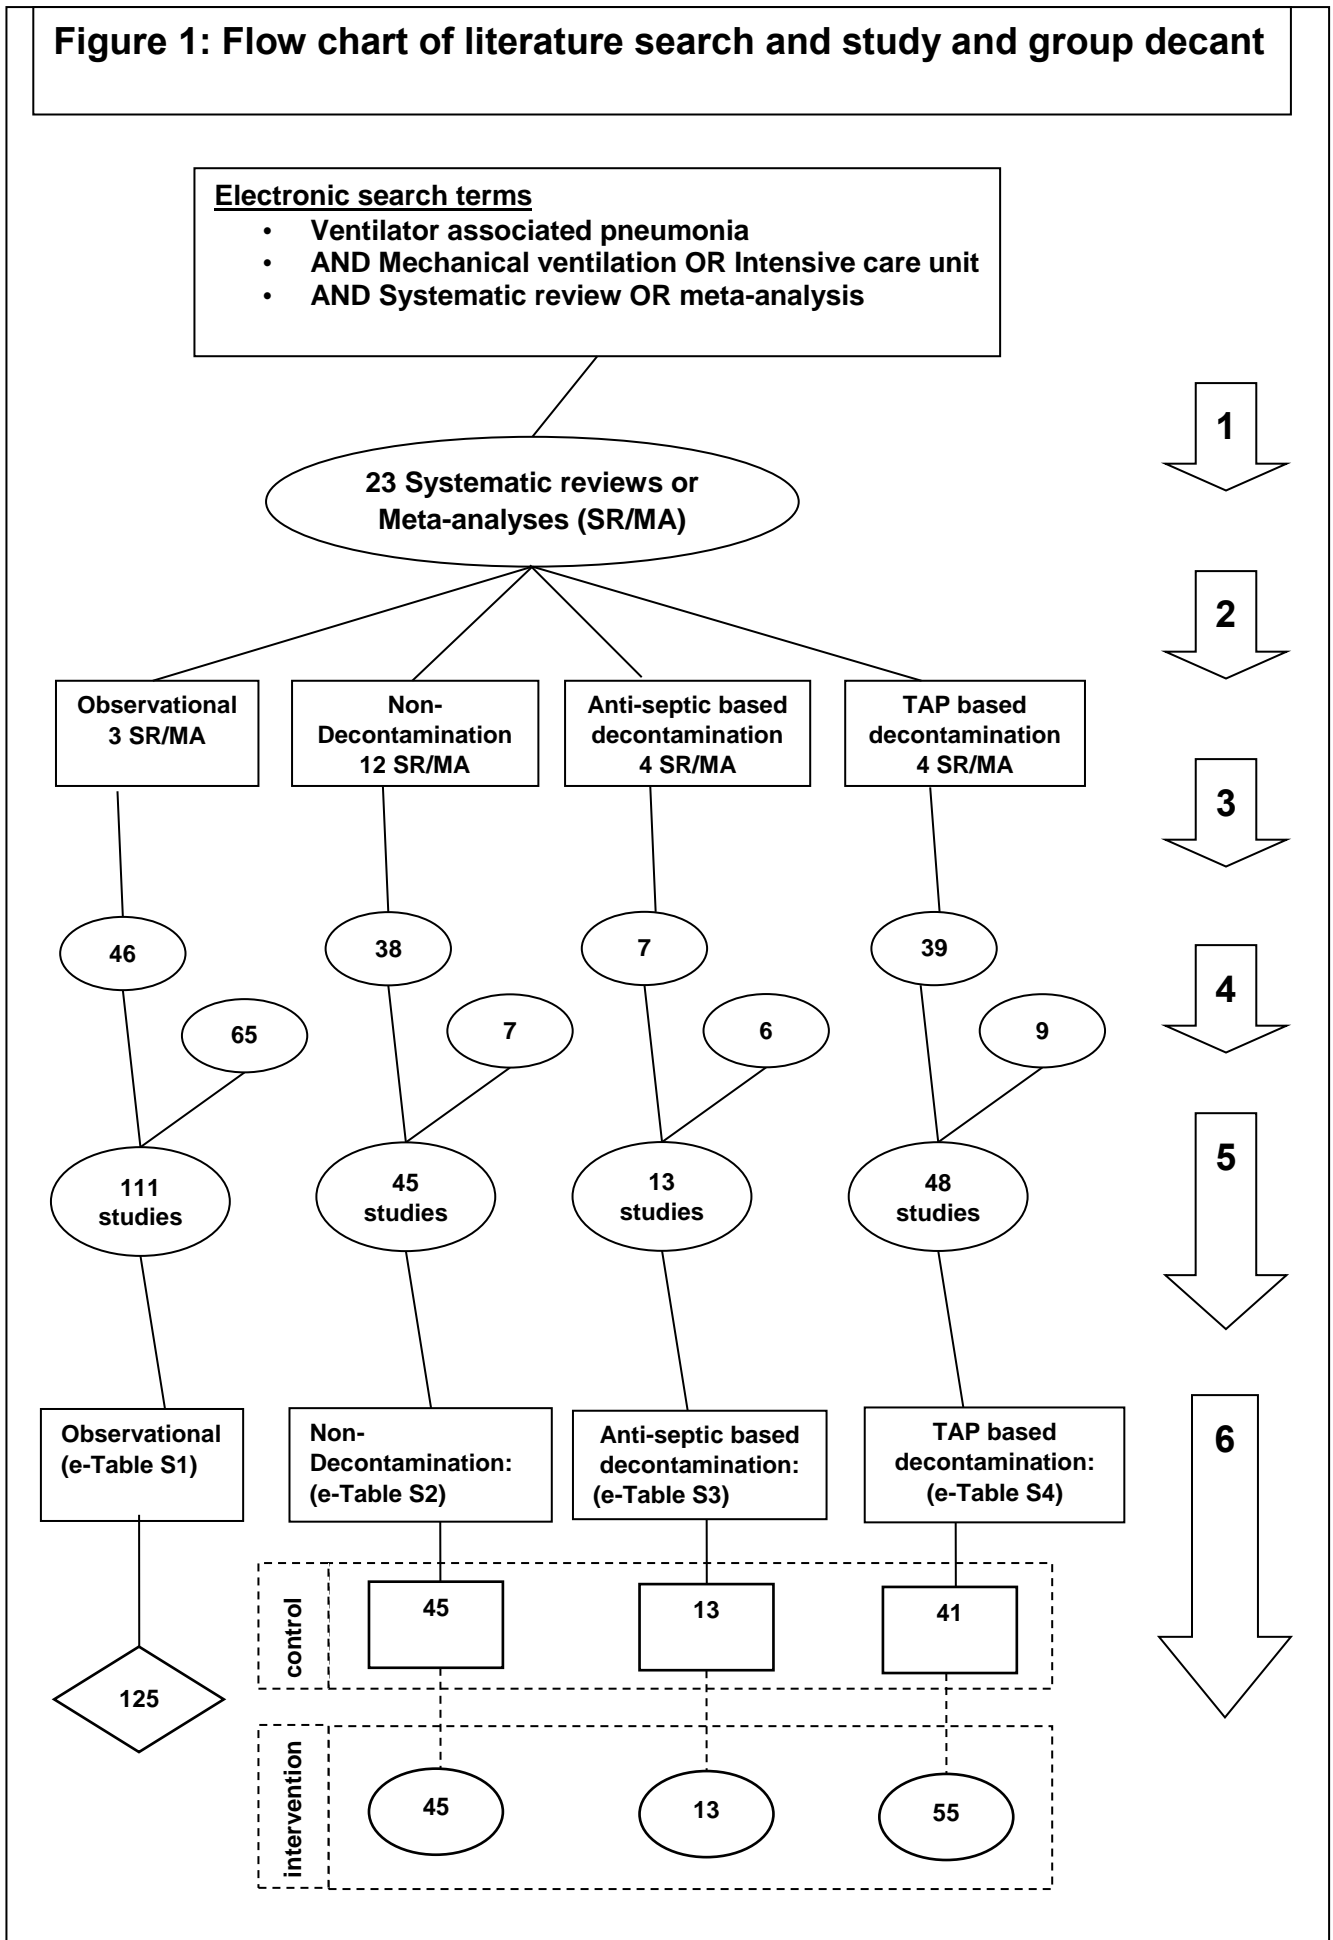 Figure 1: Flow chart of literature search and study and group decant
Electronic search terms
• Ventilator associated pneumonia
• AND Mechanical ventilation OR Intensive care unit
• AND Systematic review OR meta-analysis
1
23 Systematic reviews or
Meta-analyses (SR/MA)
2
Observational
3 SR/MA
Non-
Decontamination
12 SR/MA
Anti-septic based
decontamination
4 SR/MA
TAP based
decontamination
4 SR/MA
3
46
38
7
39
4
65
7
6
9
5
111
studies
45
studies
13
studies
48
studies
6
Observational
(e-Table S1)
Non-
Decontamination:
(e-Table S2)
Anti-septic based
decontamination:
(e-Table S3)
TAP based
decontamination:
(e-Table S4)
control
45
13
41
125
intervention
45
13
55